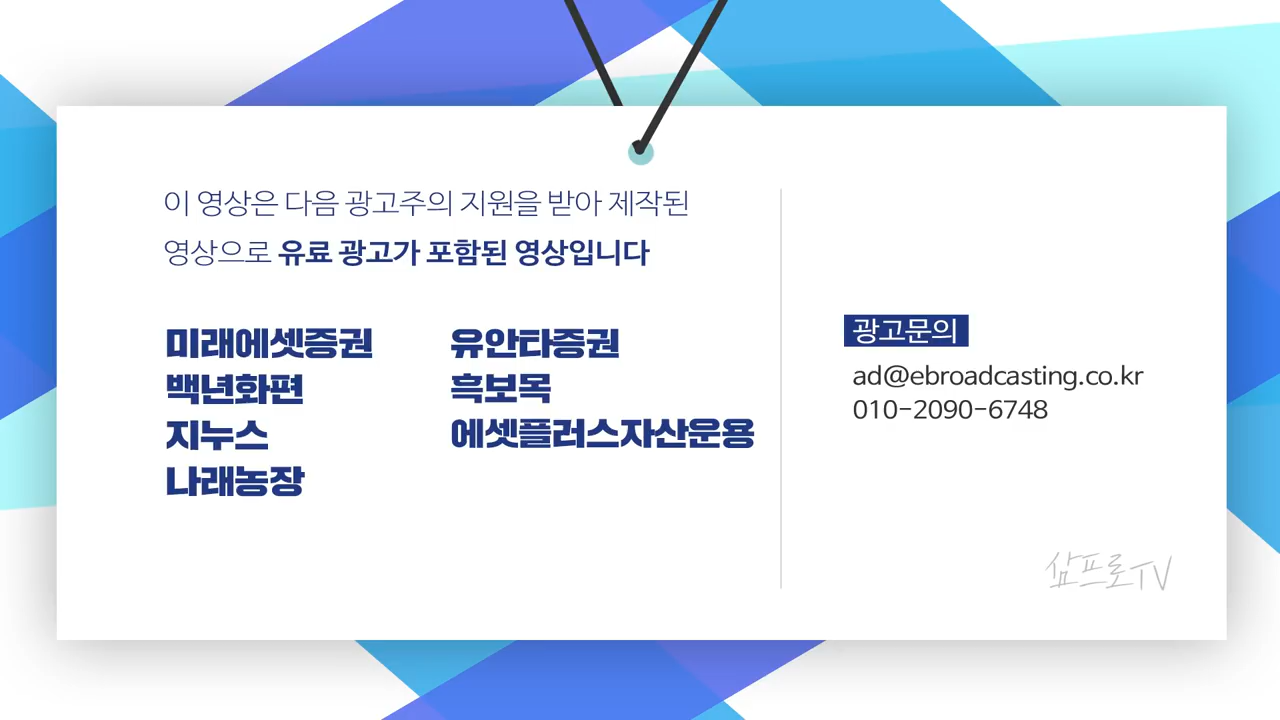 이 영상은 다음 광고주의 지원을 받아 제작된
영상으로 유료 광고가 포함된 영상입니다
미래에셋증권
백년화편
지누스
나래농장
유안타증권
흑보목
에셋플러스자산운용
광고문의
ad@ebroadcasting.co.kr
010-2090-6748
삼프로TV